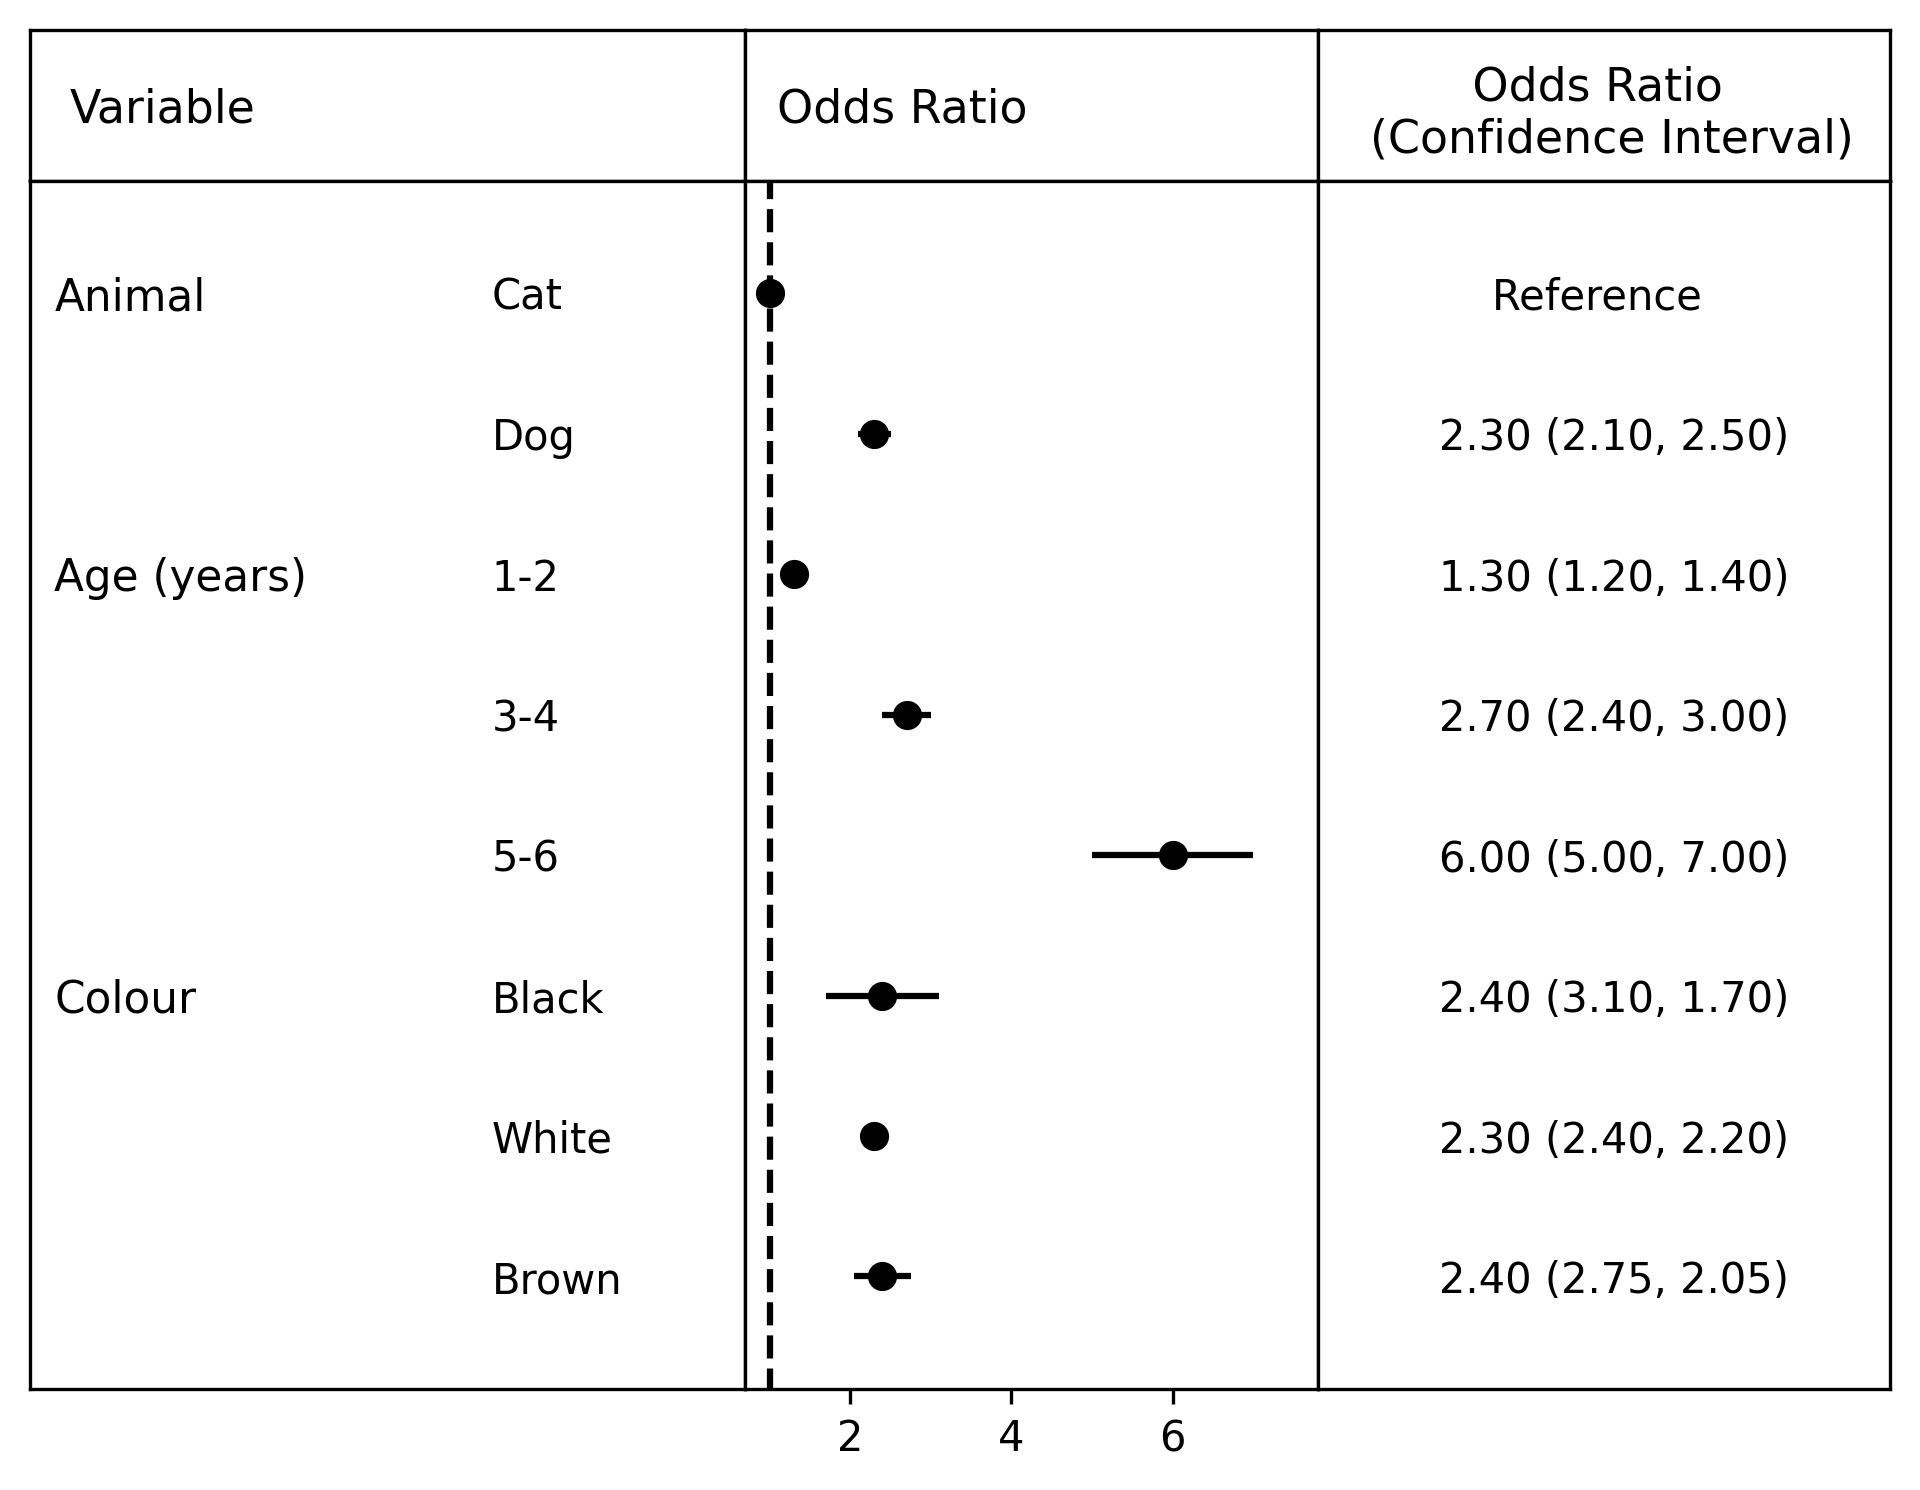 Variable
Odds Ratio
Odds Ratio
(Confidence Interval)
Animal Cat Reference
Dog 2.30 (2.10, 2.50)
Age (years) 1-2 1.30 (1.20, 1.40)
3-4 2.70 (2.40, 3.00)
5-6 6.00 (5.00, 7.00)
Colour Black 2.40 (3.10, 1.70)
White 2.30 (2.40, 2.20)
Brown 2.40 (2.75, 2.05)
2 4 6